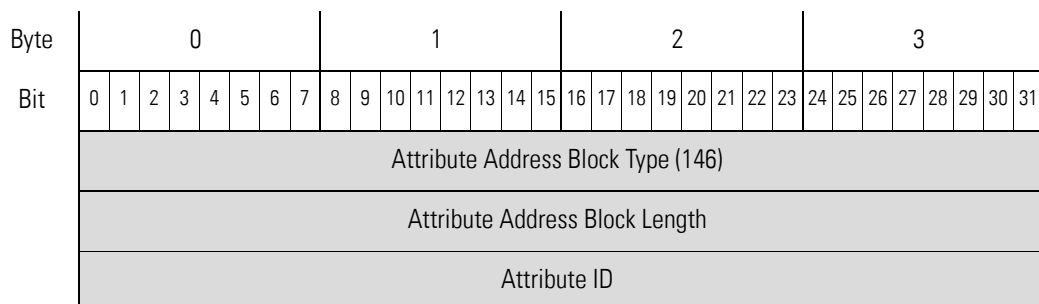 Byte 0 1 2 3
Bit 0 1 2 3 4 5 6 7 8 9 10 11 12 13 14 15 16 17 18 19 20 21 22 23 24 25 26 27 28 29 30 31
Attribute Address Block Type (146)
Attribute Address Block Length
Attribute ID